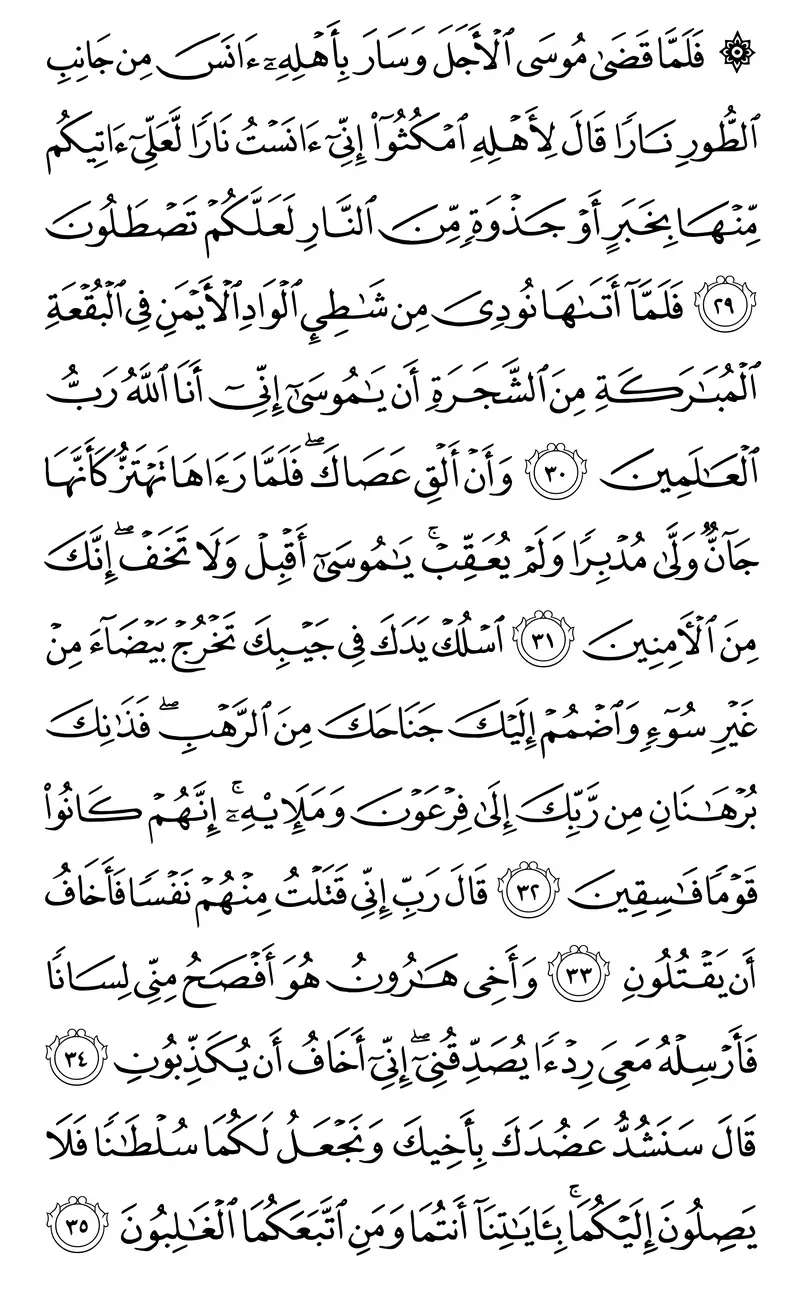 ۞ فَلَمَّا قَضَىٰ مُوسَى ٱلۡأَجَلَ وَسَارَ بِأَهۡلِهِۦٓ ءَانَسَ مِن جَانِبِ
ٱلطُّورِ نَارٗا قَالَ لِأَهۡلِهِ ٱمۡكُثُوٓاْ إِنِّيٓ ءَانَسۡتُ نَارٗا لَّعَلِّيٓ ءَاتِيكُم
مِّنۡهَا بِخَبَرٍ أَوۡ جَذۡوَةٖ مِّنَ ٱلنَّارِ لَعَلَّكُمۡ تَصۡطَلُونَ
٢٩ فَلَمَّآ أَتَىٰهَا نُودِيَ مِن شَٰطِيِٕ ٱلۡوَادِ ٱلۡأَيۡمَنِ فِي ٱلۡبُقۡعَةِ
ٱلۡمُبَٰرَكَةِ مِنَ ٱلشَّجَرَةِ أَن يَٰمُوسَىٰٓ إِنِّيٓ أَنَا ٱللَّهُ رَبُّ
ٱلۡعَٰلَمِينَ ٣٠ وَأَنۡ أَلۡقِ عَصَاكَۖ فَلَمَّا رَءَاهَا تَهۡتَزُّ كَأَنَّهَا
جَآنّٞ وَلَّىٰ مُدۡبِرٗا وَلَمۡ يُعَقِّبۡۚ يَٰمُوسَىٰٓ أَقۡبِلۡ وَلَا تَخَفۡۖ إِنَّكَ
مِنَ ٱلۡأٓمِنِينَ ٣١ ٱسۡلُكۡ يَدَكَ فِي جَيۡبِكَ تَخۡرُجۡ بَيۡضَآءَ مِنۡ
غَيۡرِ سُوٓءٖ وَٱضۡمُمۡ إِلَيۡكَ جَنَاحَكَ مِنَ ٱلرَّهۡبِۖ فَذَٰنِكَ
بُرۡهَٰنَانِ مِن رَّبِّكَ إِلَىٰ فِرۡعَوۡنَ وَمَلَإِيْهِۦٓۚ إِنَّهُمۡ كَانُواْ
قَوۡمٗا فَٰسِقِينَ ٣٢ قَالَ رَبِّ إِنِّي قَتَلۡتُ مِنۡهُمۡ نَفۡسٗا فَأَخَافُ
أَن يَقۡتُلُونِ ٣٣ وَأَخِي هَٰرُونُ هُوَ أَفۡصَحُ مِنِّي لِسَانٗا
فَأَرۡسِلۡهُ مَعِيَ رِدۡءٗا يُصَدِّقُنِيٓۖ إِنِّيٓ أَخَافُ أَن يُكَذِّبُونِ ٣٤
قَالَ سَنَشُدُّ عَضُدَكَ بِأَخِيكَ وَنَجۡعَلُ لَكُمَا سُلۡطَٰنٗا فَلَا
يَصِلُونَ إِلَيۡكُمَا بِـَٔايَٰتِنَآۚ أَنتُمَا وَمَنِ ٱتَّبَعَكُمَا ٱلۡغَٰلِبُونَ ٣٥